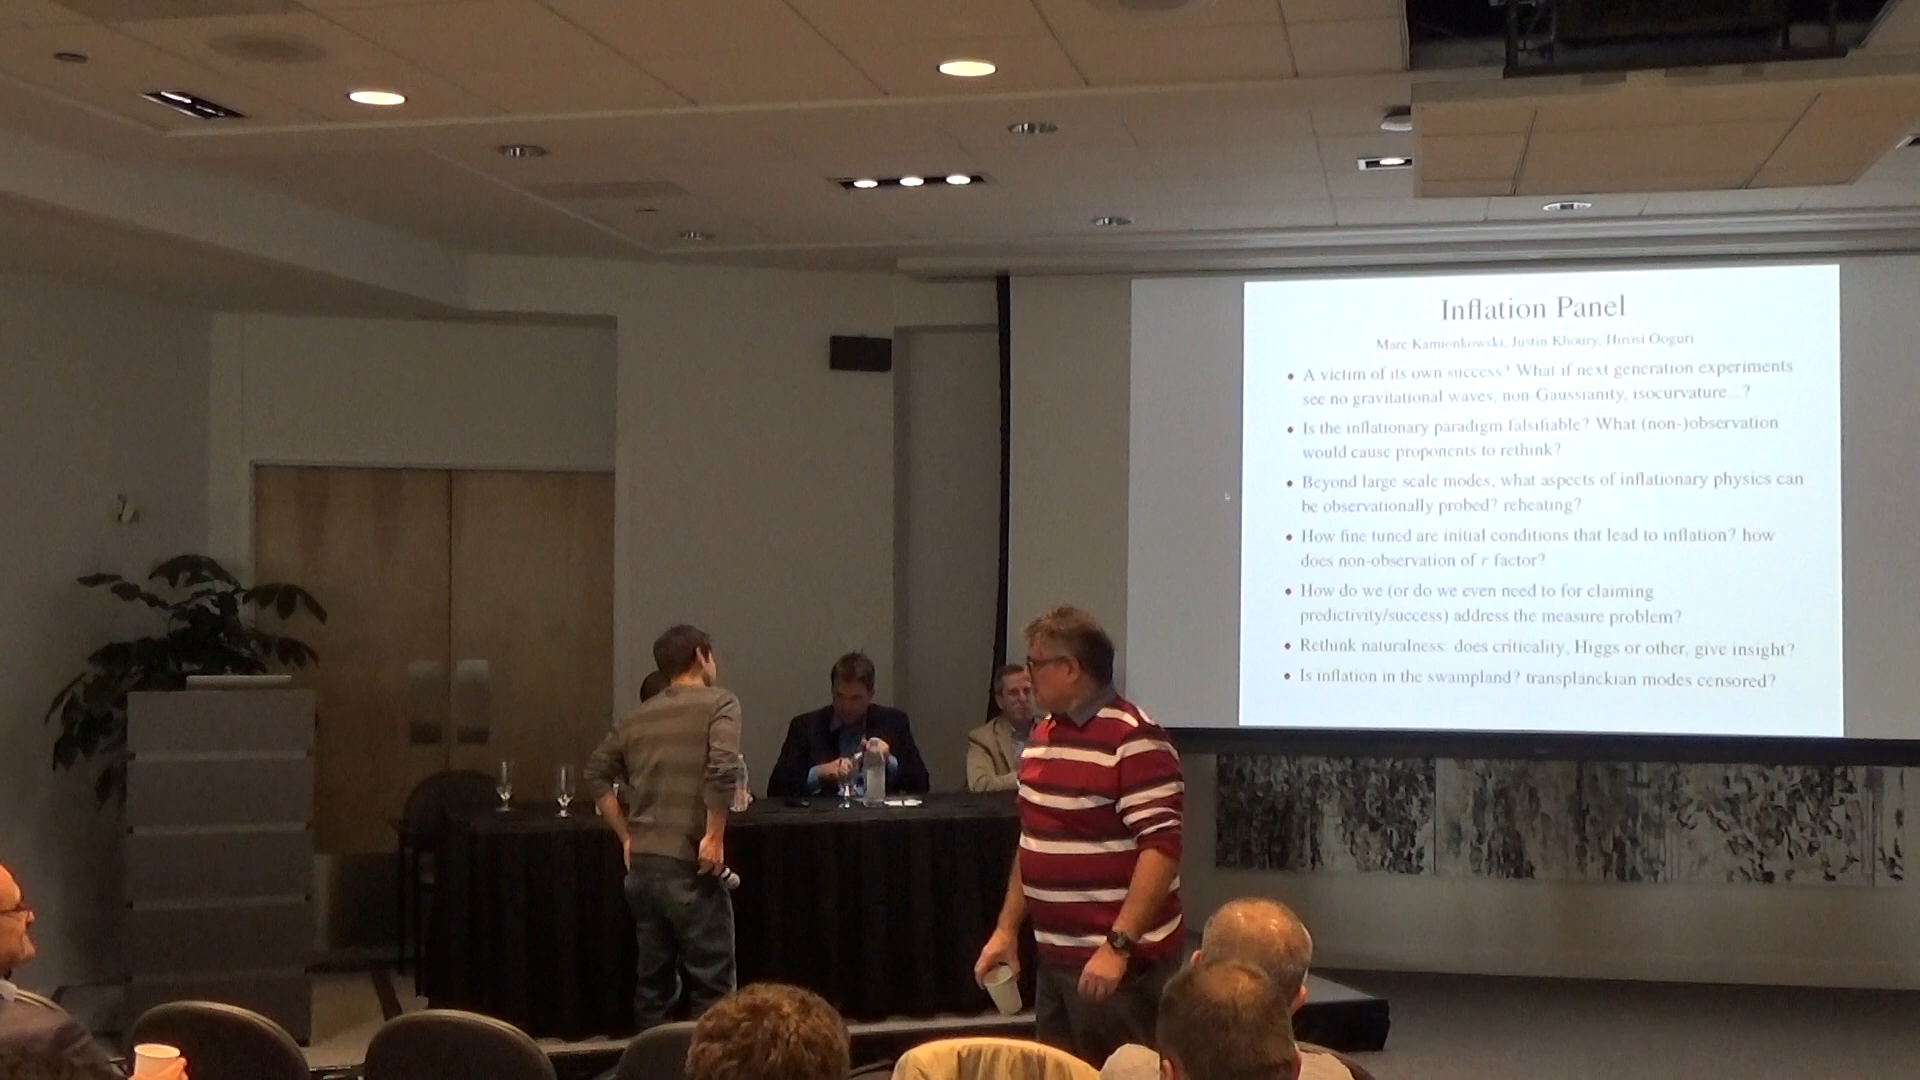 Inflation Panel
Marc Kamionkowski, Justin Khoury, Hirosi Ooguri
• A victim of its own success? What if next generation experiments
see no gravitational waves, non-Gaussianity, isocurvature...?
• Is the inflationary paradigm falsifiable? What (non-)observation
would cause proponents to rethink?
• Beyond large scale modes, what aspects of inflationary physics can
be observationally probed? reheating?
• How fine tuned are initial conditions that lead to inflation? how
does non-observation of r factor?
• How do we (or do we even need to for claiming
predictivity/success) address the measure problem?
• Rethink naturalness: does criticality, Higgs or other, give insight?
• Is inflation in the swampland? transplanckian modes censored?